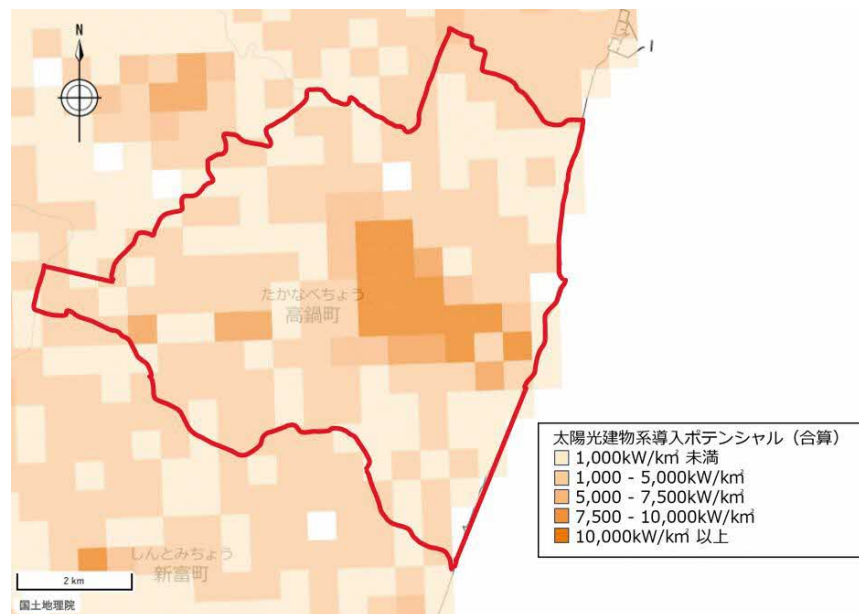 N
たかなべちょう
高鍋町
太陽光建物系導入ポテンシャル（合算）
1,000kW/k㎡ 未満
1,000 - 5,000kW/k㎡
5,000 - 7,500kW/k㎡
7,500 - 10,000kW/k㎡
10,000kW/k㎡ 以上
しんとみちょう
新富町
2 km
国土地理院